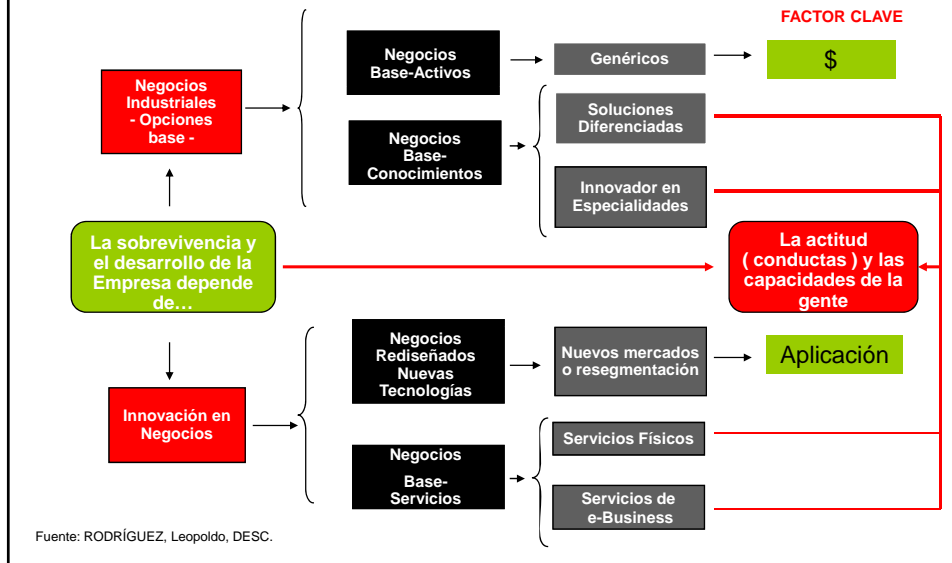 FACTOR CLAVE
Negocios
Base-Activos
Genéricos
$
Negocios
Industriales
- Opciones
base -
Soluciones
Diferenciadas
Negocios
Base-
Conocimientos
Innovador en
Especialidades
La sobrevivencia y
el desarrollo de la
Empresa depende
de…
La actitud
( conductas ) y las
capacidades de la
gente
Negocios
Rediseñados
Nuevas
Tecnologías
Nuevos mercados
o resegmentación
Aplicación
Innovación en
Negocios
Servicios Físicos
Negocios
Base-
Servicios
Servicios de
e-Business
Fuente: RODRÍGUEZ, Leopoldo, DESC.